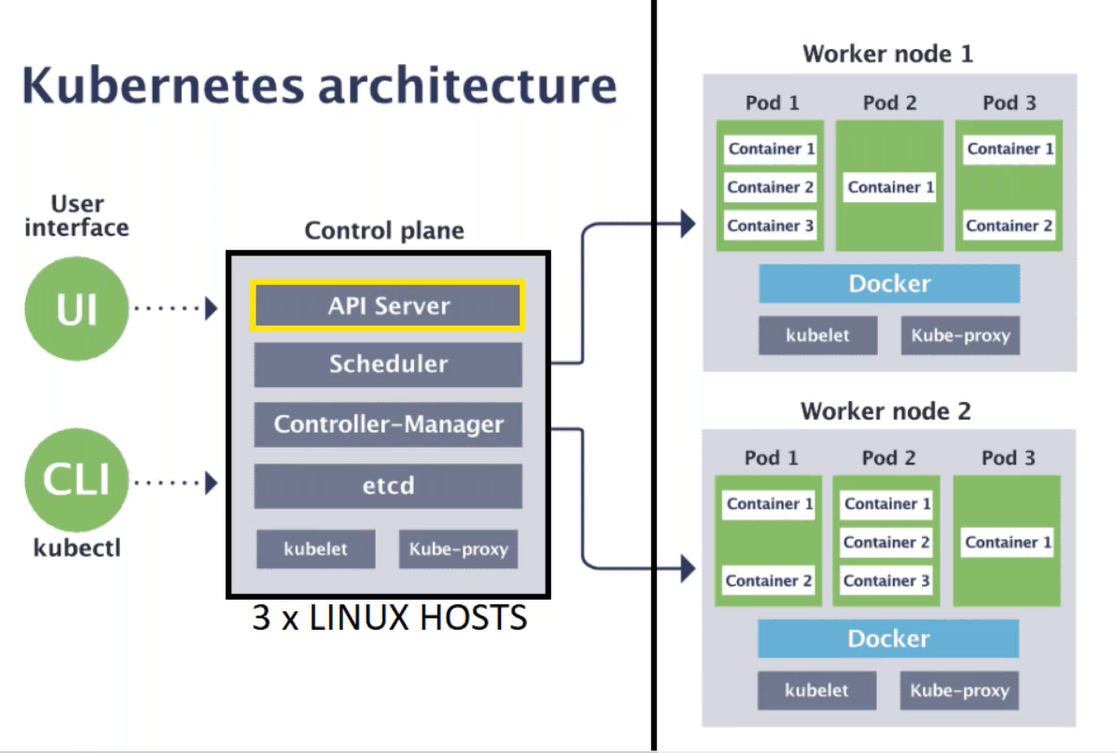 Kubernetes architecture
User
interface
UI
CLI
kubectl
Control plane
API Server
Scheduler
Controller-Manager
etcd
kubelet
Kube-proxy
3 x LINUX HOSTS
Worker node 1
Pod 1
Container 1
Container 2
Container 3
Pod 2
Container 1
Pod 3
Container 1
Container 2
Docker
kubelet
Kube-proxy
Worker node 2
Pod 1
Container 1
Container 2
Pod 2
Container 1
Container 2
Container 3
Pod 3
Container 1
Docker
kubelet
Kube-proxy